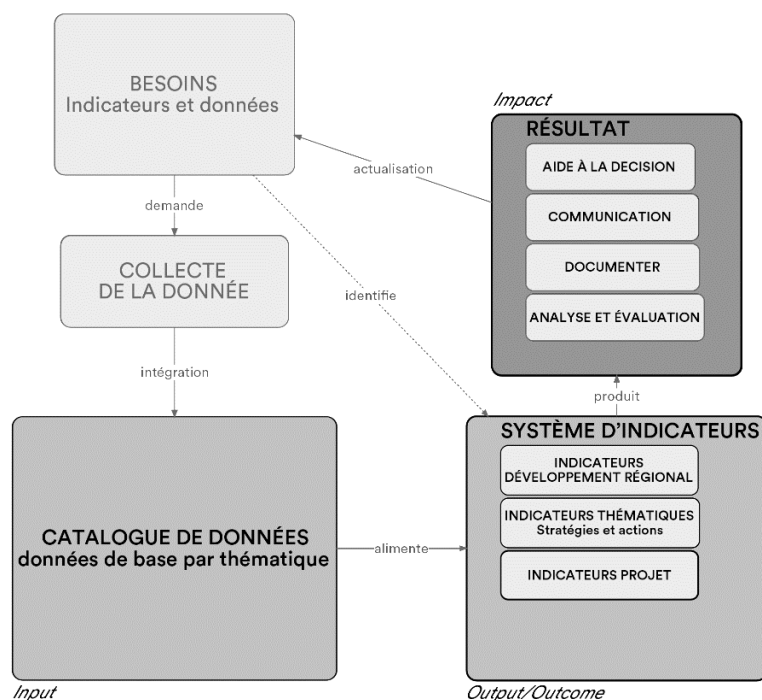 BESOINS
Indicateurs et données
demande
COLLECTE
DE LA DONNÉE
intégration
CATALOGUE DE DONNÉES
données de base par thématique
Input
alimente
identifie
actualisation
Impact
RÉSULTAT
AIDE À LA DECISION
COMMUNICATION
DOCUMENTER
ANALYSE ET ÉVALUATION
produit
SYSTÈME D'INDICATEURS
INDICATEURS
DÉVELOPPEMENT RÉGIONAL
INDICATEURS THÉMATIQUES
Stratégies et actions
INDICATEURS PROJET
Output/Outcome